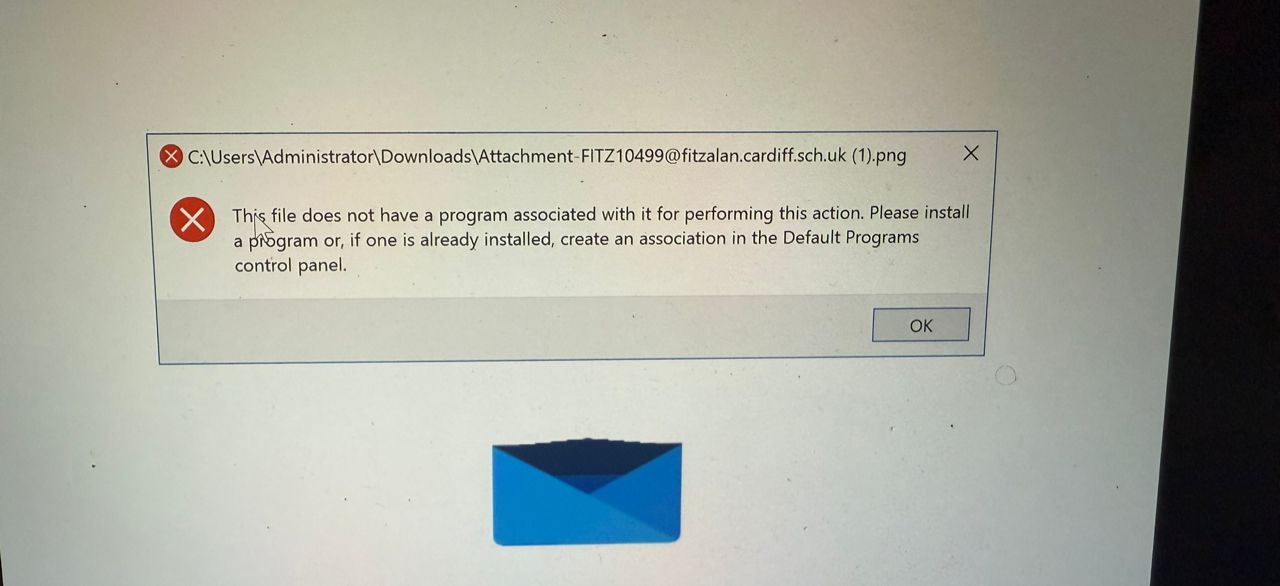 C:\Users\Administrator\Downloads\Attachment-FITZ10499@fitzalan.cardiff.sch.uk (1).png
This file does not have a program associated with it for performing this action. Please install
a program or, if one is already installed, create an association in the Default Programs
control panel.
OK